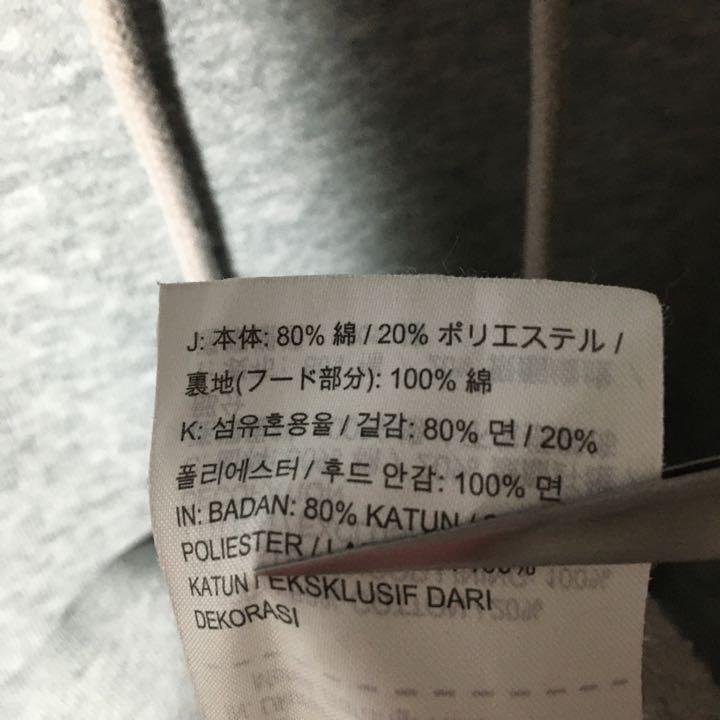 J: 本体: 80% 綿 / 20% ポリエステル /
裏地(フード部分): 100% 綿
K: 섬유혼용율 / 겉감: 80% 면 / 20%
폴리에스터 / 후드 안감: 100% 면
IN: BADAN: 80% KATUN /
POLIESTER / 100%
KATUN EKSKLUSIF DARI
DEKORASI